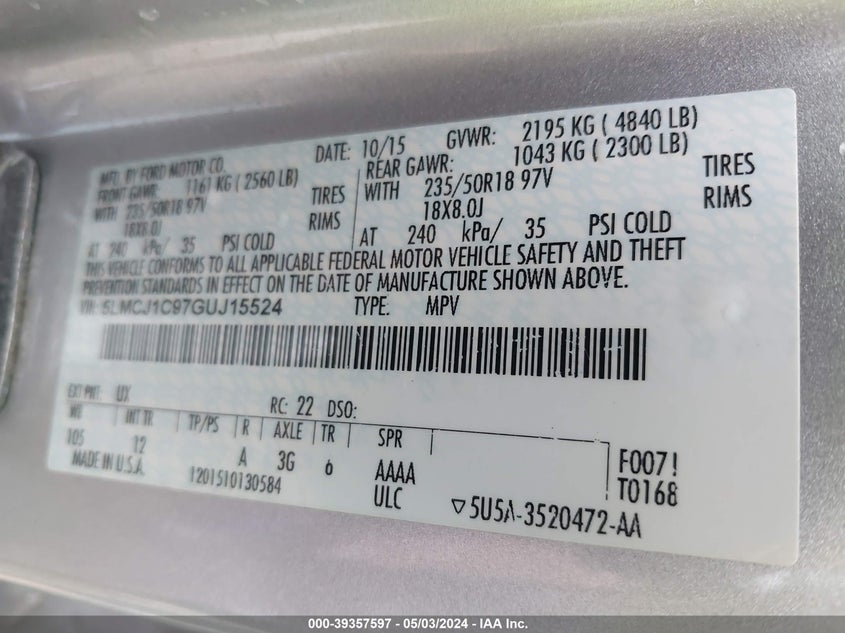 MFD. BY FORD MOTOR CO.
DATE: 10/15 GVWR: 2195 KG ( 4840 LB)
FRONT GAWR: 1161 KG ( 2560 LB)
REAR GAWR: 1043 KG ( 2300 LB)
WITH 235/50R18 97V TIRES
WITH 235/50R18 97V TIRES
18X8.0J RIMS
18X8.0J RIMS
AT 240 kPa/ 35 PSI COLD
AT 240 kPa/ 35 PSI COLD
THIS VEHICLE CONFORMS TO ALL APPLICABLE FEDERAL MOTOR VEHICLE SAFETY AND THEFT
PREVENTION STANDARDS IN EFFECT ON THE DATE OF MANUFACTURE SHOWN ABOVE.
VIN: 5LMCJ1C97GUJ15524 TYPE: MPV
EXT PNT: UX RC: 22 DSO:
WB INT TR TP/PS R AXLE TR SPR
105 12 A 3G 6 AAAA F007!
MADE IN U.S.A. 1201510130584 ULC T0168
▽5U5A-3520472-AA
000-39357597 - 05/03/2024 - IAA Inc.